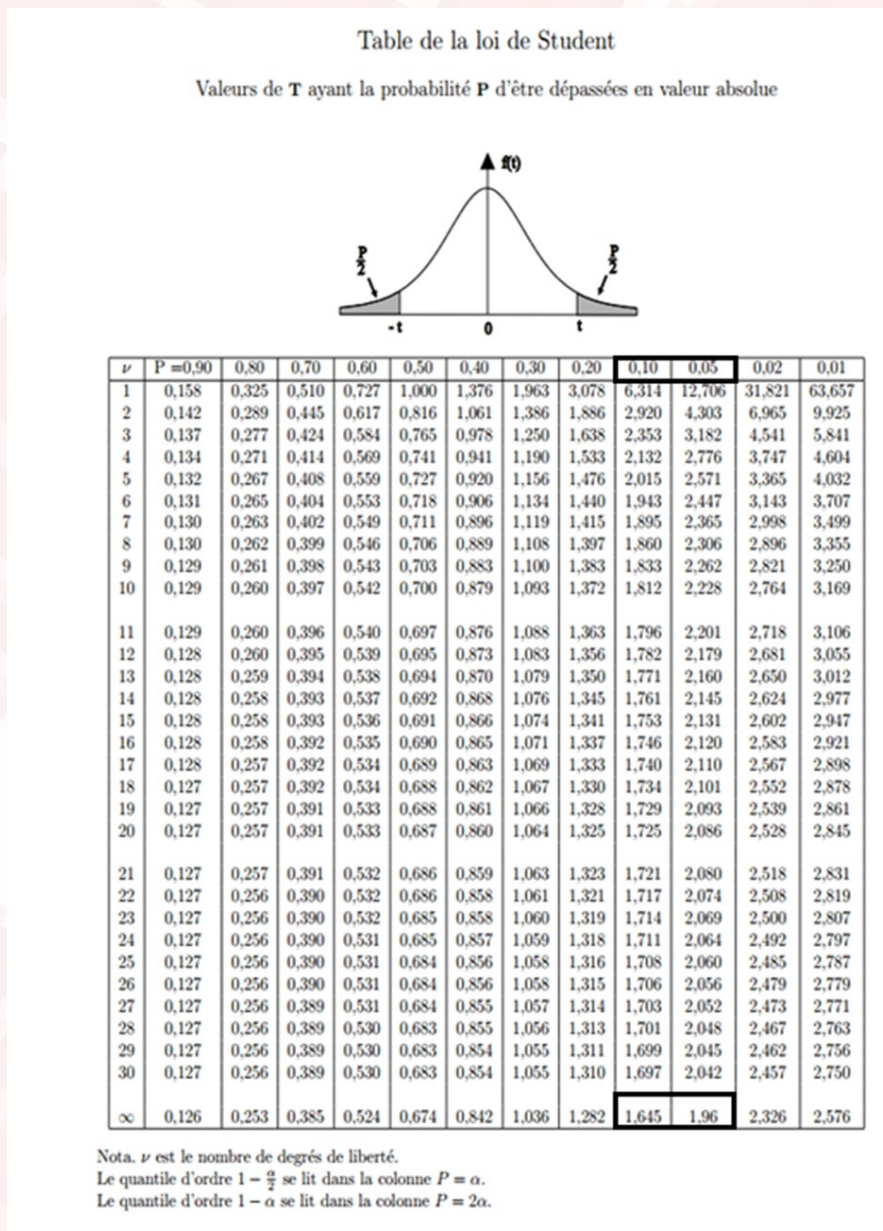 Table de la loi de Student
Valeurs de T ayant la probabilité P d'être dépassées en valeur absolue
f(t)
P/2 P/2
-t 0 t
ν P =0,90 0,80 0,70 0,60 0,50 0,40 0,30 0,20 0,10 0,05 0,02 0,01
1 0,158 0,325 0,510 0,727 1,000 1,376 1,963 3,078 6,314 12,706 31,821 63,657
2 0,142 0,289 0,445 0,617 0,816 1,061 1,386 1,886 2,920 4,303 6,965 9,925
3 0,137 0,277 0,424 0,584 0,765 0,978 1,250 1,638 2,353 3,182 4,541 5,841
4 0,134 0,271 0,414 0,569 0,741 0,941 1,190 1,533 2,132 2,776 3,747 4,604
5 0,132 0,267 0,408 0,559 0,727 0,920 1,156 1,476 2,015 2,571 3,365 4,032
6 0,131 0,265 0,404 0,553 0,718 0,906 1,134 1,440 1,943 2,447 3,143 3,707
7 0,130 0,263 0,402 0,549 0,711 0,896 1,119 1,415 1,895 2,365 2,998 3,499
8 0,130 0,262 0,399 0,546 0,706 0,889 1,108 1,397 1,860 2,306 2,896 3,355
9 0,129 0,261 0,398 0,543 0,703 0,883 1,100 1,383 1,833 2,262 2,821 3,250
10 0,129 0,260 0,397 0,542 0,700 0,879 1,093 1,372 1,812 2,228 2,764 3,169
11 0,129 0,260 0,396 0,540 0,697 0,876 1,088 1,363 1,796 2,201 2,718 3,106
12 0,128 0,260 0,395 0,539 0,695 0,873 1,083 1,356 1,782 2,179 2,681 3,055
13 0,128 0,259 0,394 0,538 0,694 0,870 1,079 1,350 1,771 2,160 2,650 3,012
14 0,128 0,258 0,393 0,537 0,692 0,868 1,076 1,345 1,761 2,145 2,624 2,977
15 0,128 0,258 0,393 0,536 0,691 0,866 1,074 1,341 1,753 2,131 2,602 2,947
16 0,128 0,258 0,392 0,535 0,690 0,865 1,071 1,337 1,746 2,120 2,583 2,921
17 0,128 0,257 0,392 0,534 0,689 0,863 1,069 1,333 1,740 2,110 2,567 2,898
18 0,127 0,257 0,392 0,534 0,688 0,862 1,067 1,330 1,734 2,101 2,552 2,878
19 0,127 0,257 0,391 0,533 0,688 0,861 1,066 1,328 1,729 2,093 2,539 2,861
20 0,127 0,257 0,391 0,533 0,687 0,860 1,064 1,325 1,725 2,086 2,528 2,845
21 0,127 0,257 0,391 0,532 0,686 0,859 1,063 1,323 1,721 2,080 2,518 2,831
22 0,127 0,256 0,390 0,532 0,686 0,858 1,061 1,321 1,717 2,074 2,508 2,819
23 0,127 0,256 0,390 0,532 0,685 0,858 1,060 1,319 1,714 2,069 2,500 2,807
24 0,127 0,256 0,390 0,531 0,685 0,857 1,059 1,318 1,711 2,064 2,492 2,797
25 0,127 0,256 0,390 0,531 0,684 0,856 1,058 1,316 1,708 2,060 2,485 2,787
26 0,127 0,256 0,390 0,531 0,684 0,856 1,058 1,315 1,706 2,056 2,479 2,779
27 0,127 0,256 0,389 0,531 0,684 0,855 1,057 1,314 1,703 2,052 2,473 2,771
28 0,127 0,256 0,389 0,530 0,683 0,855 1,056 1,313 1,701 2,048 2,467 2,763
29 0,127 0,256 0,389 0,530 0,683 0,854 1,055 1,311 1,699 2,045 2,462 2,756
30 0,127 0,256 0,389 0,530 0,683 0,854 1,055 1,310 1,697 2,042 2,457 2,750
∞ 0,126 0,253 0,385 0,524 0,674 0,842 1,036 1,282 1,645 1,96 2,326 2,576
Nota. ν est le nombre de degrés de liberté.
Le quantile d'ordre 1 − α/2 se lit dans la colonne P = α.
Le quantile d'ordre 1 − α se lit dans la colonne P = 2α.